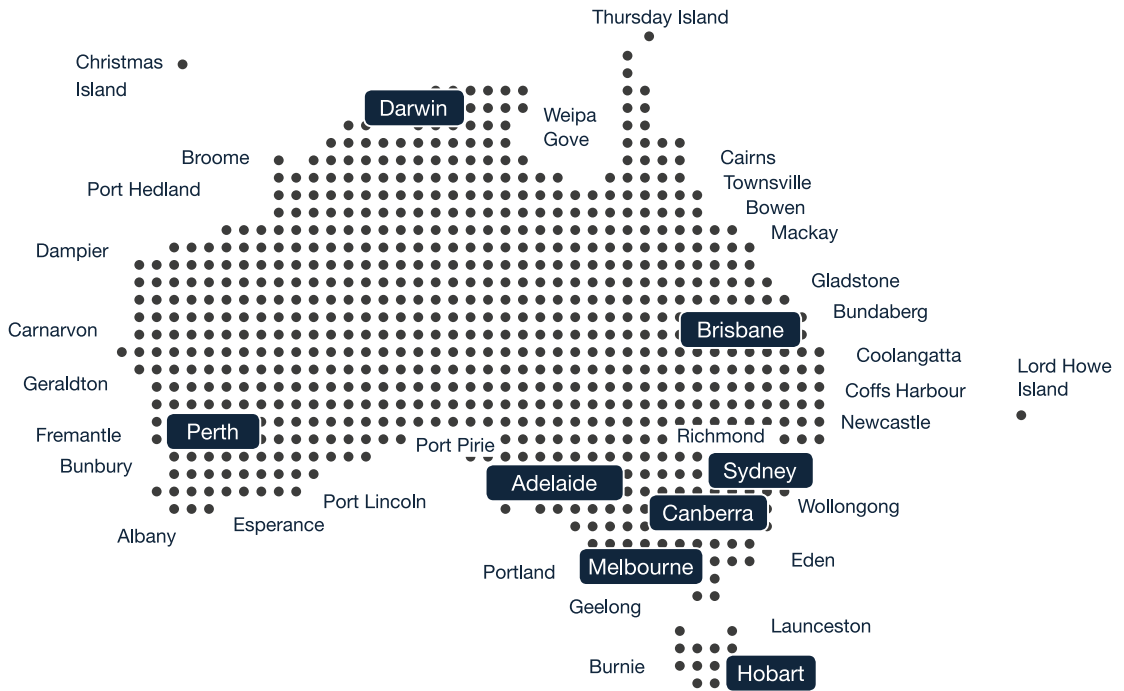 Thursday Island
Christmas
Island
Darwin
Weipa
Gove
Broome
Cairns
Port Hedland
Townsville
Bowen
Mackay
Dampier
Gladstone
Bundaberg
Carnarvon
Brisbane
Coolangatta
Lord Howe
Island
Geraldton
Coffs Harbour
Newcastle
Fremantle
Perth
Richmond
Port Pirie
Bunbury
Sydney
Adelaide
Port Lincoln
Wollongong
Canberra
Esperance
Albany
Eden
Melbourne
Portland
Geelong
Launceston
Burnie
Hobart